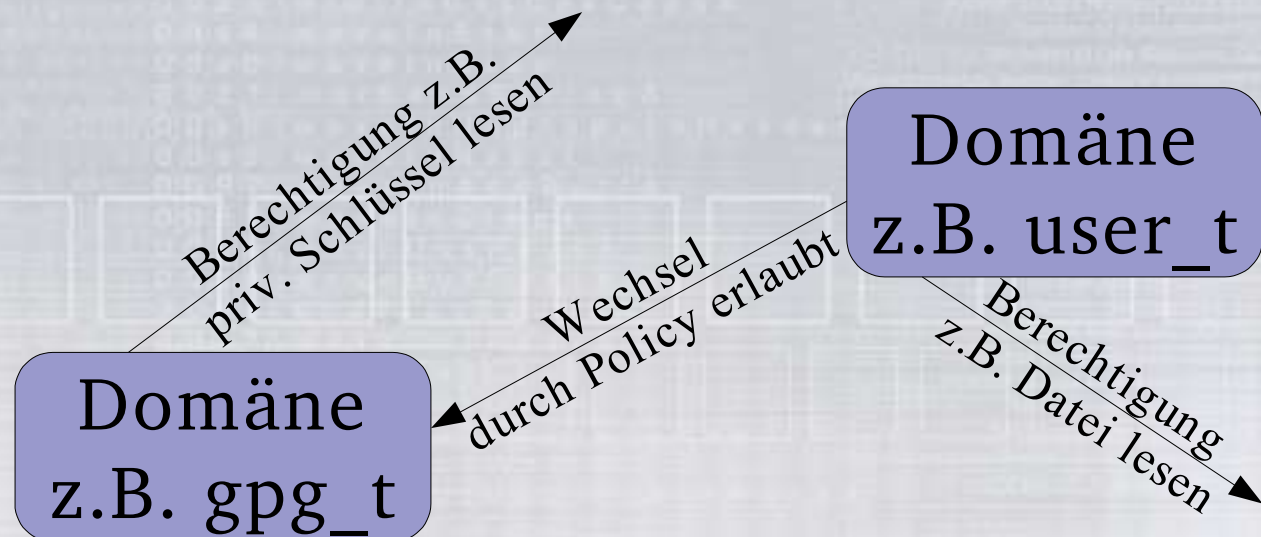 Berechtigung z.B.
priv. Schlüssel lesen
Domäne
z.B. user_t
Wechsel
durch Policy erlaubt
Berechtigung
z.B. Datei lesen
Domäne
z.B. gpg_t